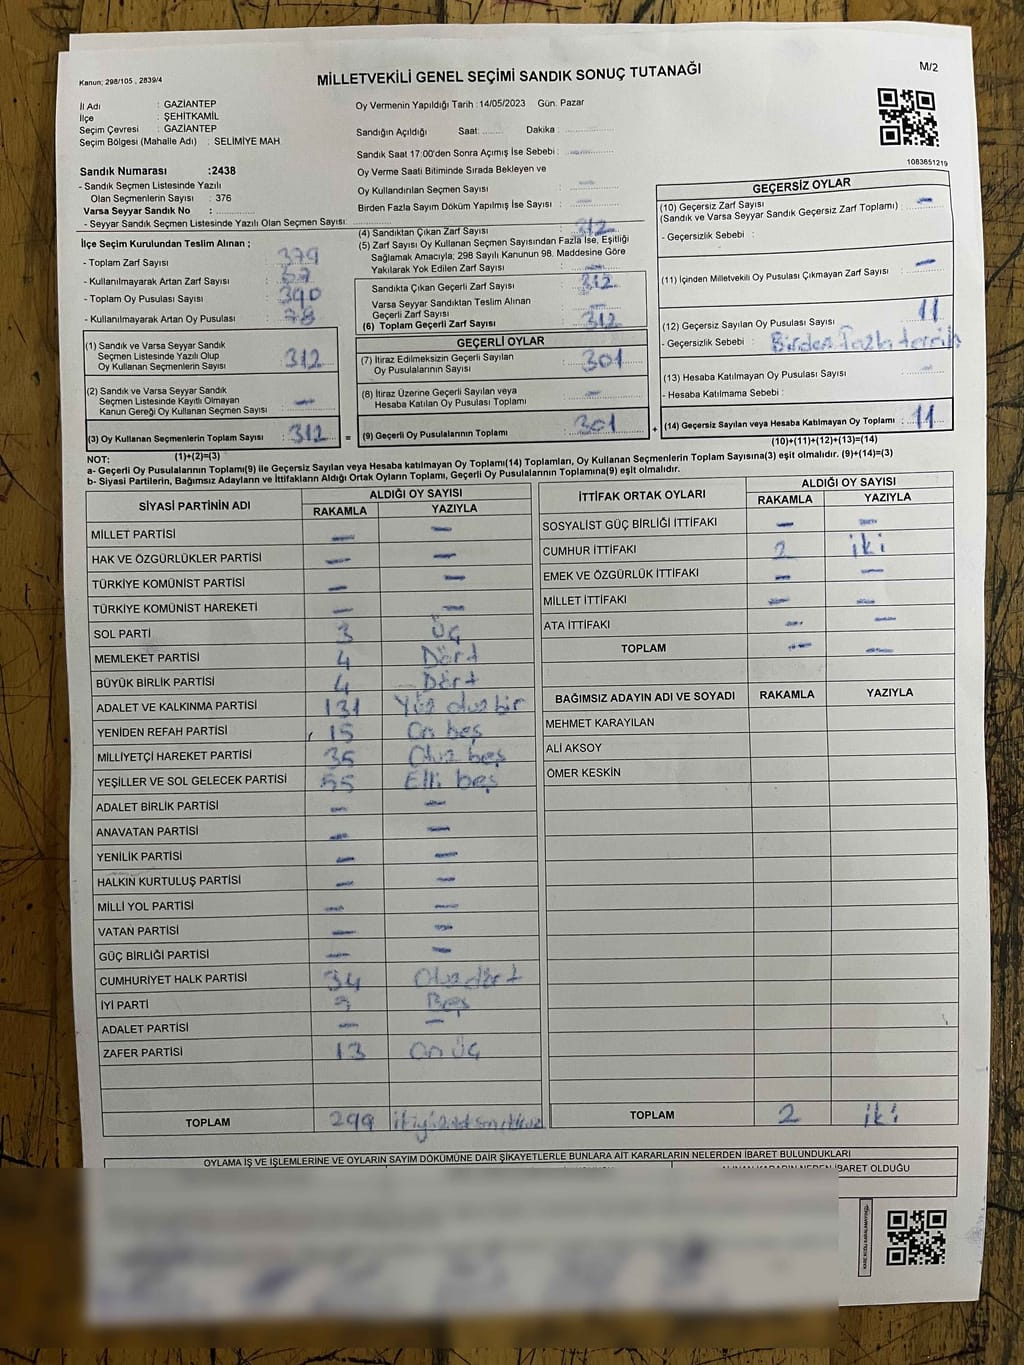 Kanun: 298/105 , 2839/4
MİLLETVEKİLİ GENEL SEÇİMİ SANDIK SONUÇ TUTANAĞI
M/2
İl Adı : GAZİANTEP
İlçe : ŞEHİTKAMİL
Seçim Çevresi : GAZİANTEP
Seçim Bölgesi (Mahalle Adı) : SELİMİYE MAH
Oy Vermenin Yapıldığı Tarih : 14/05/2023 Gün: Pazar
Sandığın Açıldığı Saat: ........ Dakika : ....................
Sandık Saat 17:00'den Sonra Açımış İse Sebebi : –
Oy Verme Saati Bitiminde Sırada Bekleyen ve
Oy Kullandırılan Seçmen Sayısı : –
Birden Fazla Sayım Döküm Yapılmış İse Sayısı : –
1083651219
Sandık Numarası :2438
- Sandık Seçmen Listesinde Yazılı
Olan Seçmenlerin Sayısı : 376
Varsa Seyyar Sandık No : ....................
- Seyyar Sandık Seçmen Listesinde Yazılı Olan Seçmen Sayısı: ....................
İlçe Seçim Kurulundan Teslim Alınan ;
- Toplam Zarf Sayısı : 379
- Kullanılmayarak Artan Zarf Sayısı : 67
- Toplam Oy Pusulası Sayısı : 390
- Kullanılmayarak Artan Oy Pusulası : 78
(1) Sandık ve Varsa Seyyar Sandık
Seçmen Listesinde Yazılı Olup
Oy Kullanan Seçmenlerin Sayısı : 312
(2) Sandık ve Varsa Seyyar Sandık
Seçmen Listesinde Kayıtlı Olmayan
Kanun Gereği Oy Kullanan Seçmen Sayısı : –
(3) Oy Kullanan Seçmenlerin Toplam Sayısı : 312 =
(1)+(2)=(3)
(4) Sandıktan Çıkan Zarf Sayısı : 312
(5) Zarf Sayısı Oy Kullanan Seçmen Sayısından Fazla İse, Eşitliği
Sağlamak Amacıyla; 298 Sayılı Kanunun 98. Maddesine Göre
Yakılarak Yok Edilen Zarf Sayısı : –
Sandıkta Çıkan Geçerli Zarf Sayısı : 312
Varsa Seyyar Sandıktan Teslim Alınan
Geçerli Zarf Sayısı : –
(6) Toplam Geçerli Zarf Sayısı : 312
GEÇERLİ OYLAR
(7) İtiraz Edilmeksizin Geçerli Sayılan
Oy Pusulalarının Sayısı : 301
(8) İtiraz Üzerine Geçerli Sayılan veya
Hesaba Katılan Oy Pusulası Toplamı : –
(9) Geçerli Oy Pusulalarının Toplamı : 301 +
GEÇERSİZ OYLAR
(10) Geçersiz Zarf Sayısı
(Sandık ve Varsa Seyyar Sandık Geçersiz Zarf Toplamı) : –
- Geçersizlik Sebebi :
(11) İçinden Milletvekili Oy Pusulası Çıkmayan Zarf Sayısı : –
(12) Geçersiz Sayılan Oy Pusulası Sayısı : 11
- Geçersizlik Sebebi : Birden Fazla tercih
(13) Hesaba Katılmayan Oy Pusulası Sayısı : –
- Hesaba Katılmama Sebebi :
(14) Geçersiz Sayılan veya Hesaba Katılmayan Oy Toplamı : 11
(10)+(11)+(12)+(13)=(14)
NOT:
a- Geçerli Oy Pusulalarının Toplamı(9) ile Geçersiz Sayılan veya Hesaba katılmayan Oy Toplamı(14) Toplamları, Oy Kullanan Seçmenlerin Toplam Sayısına(3) eşit olmalıdır. (9)+(14)=(3)
b- Siyasi Partilerin, Bağımsız Adayların ve İttifakların Aldığı Ortak Oyların Toplamı, Geçerli Oy Pusulalarının Toplamına(9) eşit olmalıdır.
SİYASİ PARTİNİN ADI ALDIĞI OY SAYISI
RAKAMLA YAZIYLA
MİLLET PARTİSİ – –
HAK VE ÖZGÜRLÜKLER PARTİSİ – –
TÜRKİYE KOMÜNİST PARTİSİ – –
TÜRKİYE KOMÜNİST HAREKETİ – –
SOL PARTİ 3 Üç
MEMLEKET PARTİSİ 4 Dört
BÜYÜK BİRLİK PARTİSİ 4 Dört
ADALET VE KALKINMA PARTİSİ 131 Yüz otuz bir
YENİDEN REFAH PARTİSİ 15 On beş
MİLLİYETÇİ HAREKET PARTİSİ 35 Otuz beş
YEŞİLLER VE SOL GELECEK PARTİSİ 55 Elli beş
ADALET BİRLİK PARTİSİ – –
ANAVATAN PARTİSİ – –
YENİLİK PARTİSİ – –
HALKIN KURTULUŞ PARTİSİ – –
MİLLİ YOL PARTİSİ – –
VATAN PARTİSİ – –
GÜÇ BİRLİĞİ PARTİSİ – –
CUMHURİYET HALK PARTİSİ 34 Otuz dört
İYİ PARTİ Beş
ADALET PARTİSİ – –
ZAFER PARTİSİ 13 On üç
TOPLAM 299
İTTİFAK ORTAK OYLARI ALDIĞI OY SAYISI
RAKAMLA YAZIYLA
SOSYALİST GÜÇ BİRLİĞİ İTTİFAKI – –
CUMHUR İTTİFAKI 2 iki
EMEK VE ÖZGÜRLÜK İTTİFAKI – –
MİLLET İTTİFAKI – –
ATA İTTİFAKI – –
TOPLAM – –
BAĞIMSIZ ADAYIN ADI VE SOYADI RAKAMLA YAZIYLA
MEHMET KARAYILAN
ALİ AKSOY
ÖMER KESKİN
TOPLAM 2 iki
OYLAMA İŞ VE İŞLEMLERİNE VE OYLARIN SAYIM DÖKÜMÜNE DAİR ŞİKAYETLERLE BUNLARA AİT KARARLARIN NELERDEN İBARET BULUNDUKLARI
İBARET OLDUĞU